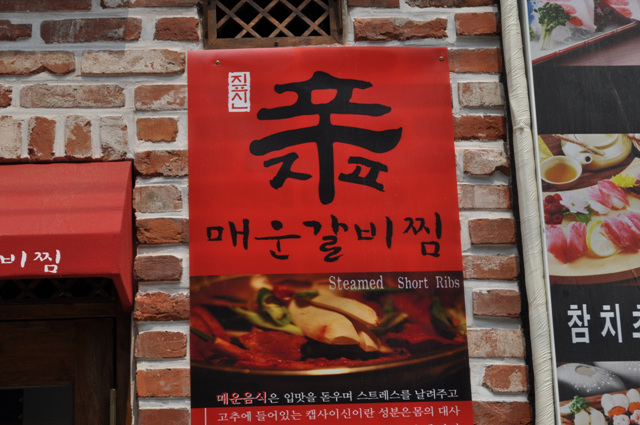 짚신
매운갈비찜
Steamed Short Ribs
매운음식은 입맛을 돋우며 스트레스를 날려주고
고추에 들어있는 캡사이신이란 성분은몸의 대사
비찜
참치초